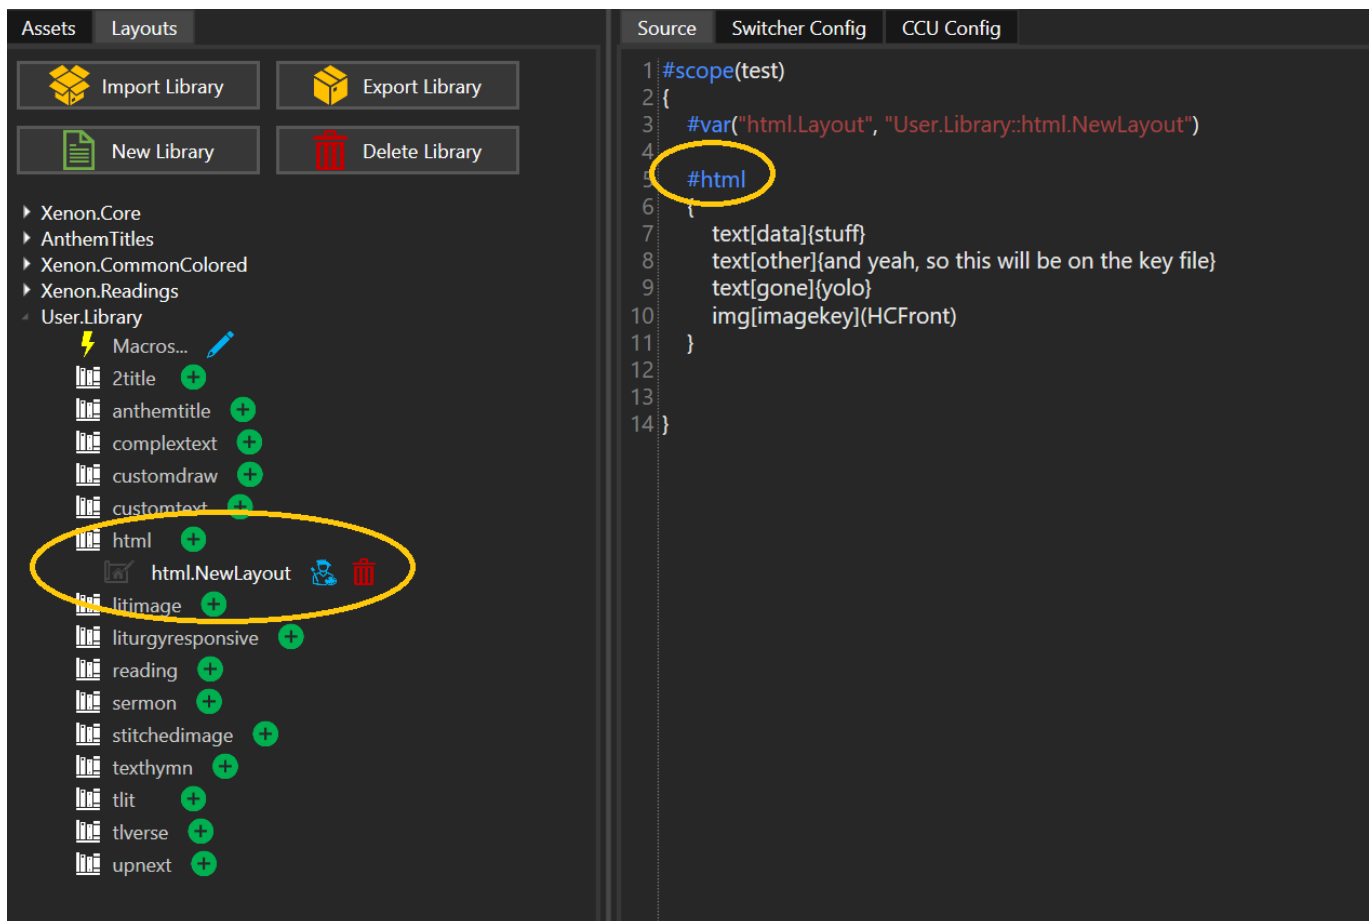 Assets Layouts
Import Library Export Library
New Library Delete Library
Xenon.Core
AnthemTitles
Xenon.CommonColored
Xenon.Readings
User.Library
Macros...
2title
anthemtitle
complextext
customdraw
customtext
html
html.NewLayout
litimage
liturgyresponsive
reading
sermon
stitchedimage
texthymn
tlit
tlverse
upnext
Source Switcher Config CCU Config
1 #scope(test)
2 {
3 #var("html.Layout", "User.Library::html.NewLayout")
4
5 #html
6 {
7 text[data]{stuff}
8 text[other]{and yeah, so this will be on the key file}
9 text[gone]{yolo}
10 img[imagekey](HCFront)
11 }
12
13
14 }